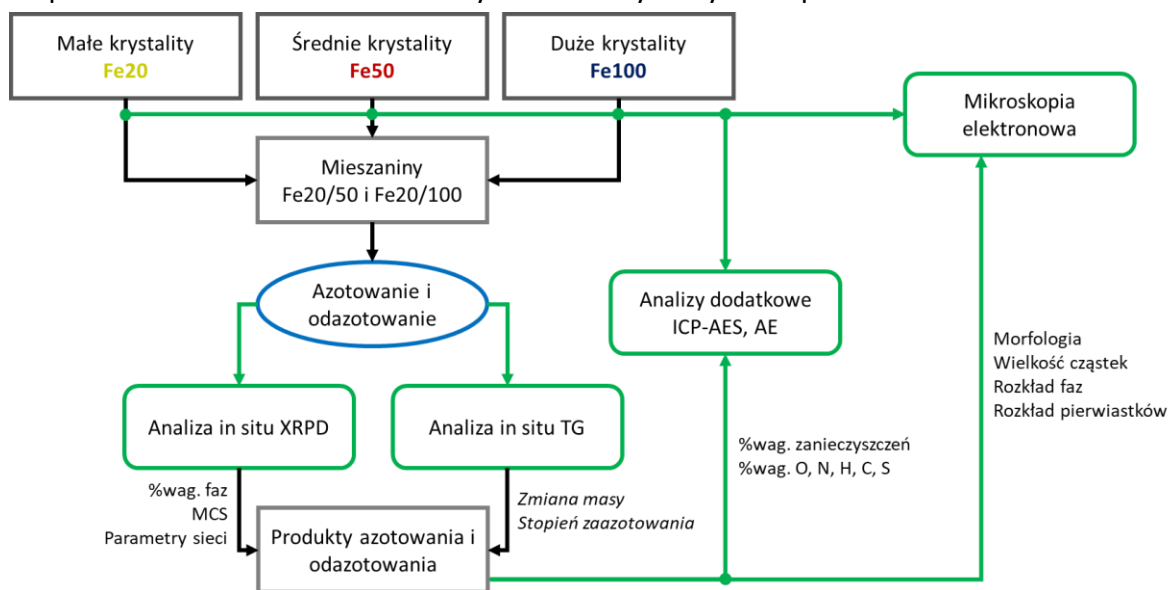 Małe krystality
Fe20
Średnie krystality
Fe50
Duże krystality
Fe100
Mikroskopia
elektronowa
Mieszaniny
Fe20/50 i Fe20/100
Azotowanie i
odazotowanie
Analizy dodatkowe
ICP-AES, AE
Morfologia
Wielkość cząstek
Rozkład faz
Rozkład pierwiastków
Analiza in situ XRPD
Analiza in situ TG
%wag. zanieczyszczeń
%wag. O, N, H, C, S
%wag. faz
MCS
Parametry sieci
Zmiana masy
Stopień zaazotowania
Produkty azotowania i
odazotowania